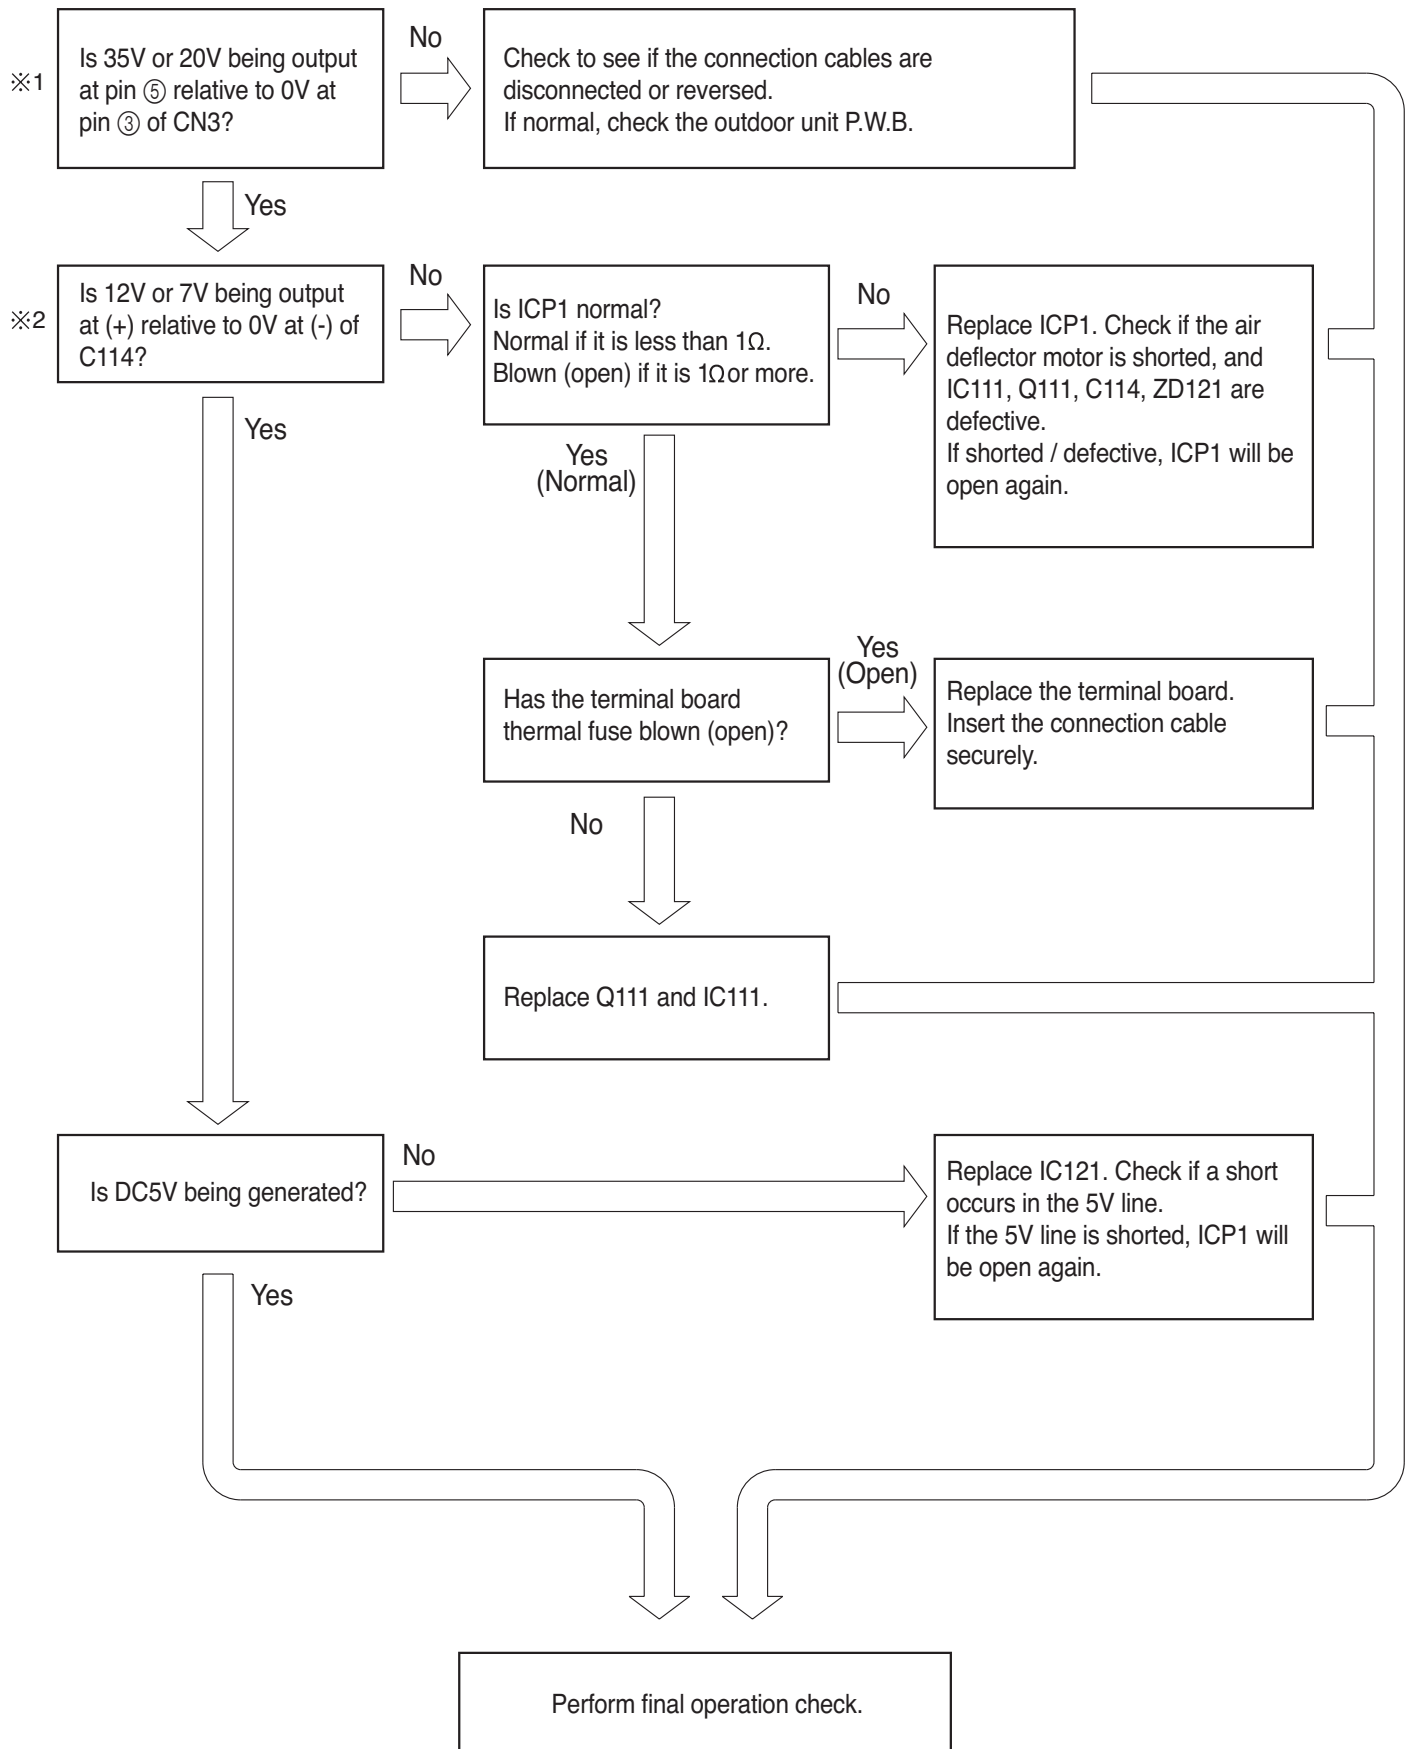 ※1
Is 35V or 20V being output
at pin ⑤ relative to 0V at
pin ③ of CN3?
No
Check to see if the connection cables are
disconnected or reversed.
If normal, check the outdoor unit P.W.B.
Yes
※2
Is 12V or 7V being output
at (+) relative to 0V at (-) of
C114?
No
Is ICP1 normal?
Normal if it is less than 1Ω.
Blown (open) if it is 1Ω or more.
No
Replace ICP1. Check if the air
deflector motor is shorted, and
IC111, Q111, C114, ZD121 are
defective.
If shorted / defective, ICP1 will be
open again.
Yes
Yes
(Normal)
Has the terminal board
thermal fuse blown (open)?
Yes
(Open)
Replace the terminal board.
Insert the connection cable
securely.
No
Replace Q111 and IC111.
Is DC5V being generated?
No
Replace IC121. Check if a short
occurs in the 5V line.
If the 5V line is shorted, ICP1 will
be open again.
Yes
Perform final operation check.